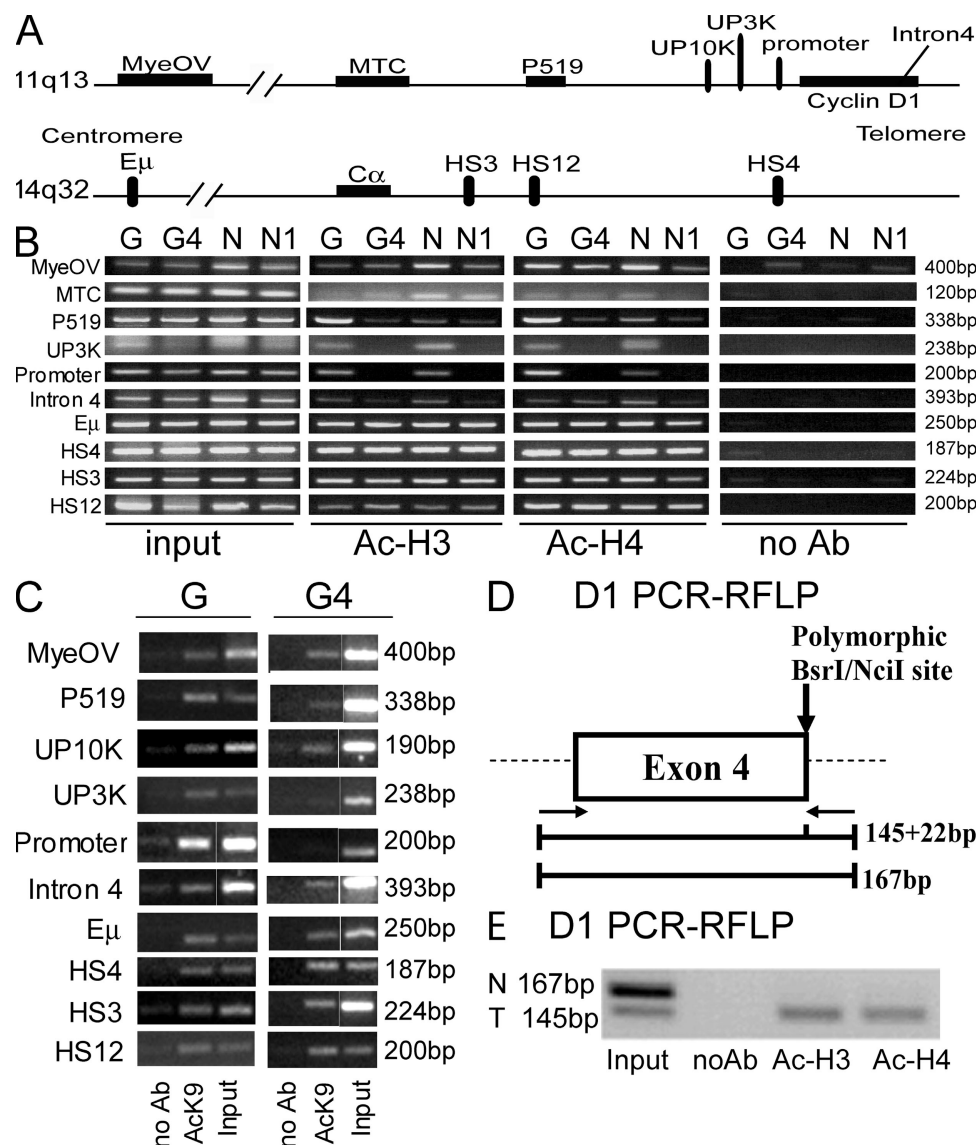 A
UP3K
UP10K promoter Intron4
MyeOV MTC P519
11q13
Cyclin D1
Centromere Telomere
Eμ Cα HS3 HS12 HS4
14q32
B G G4 N N1 G G4 N N1 G G4 N N1 G G4 N N1
MyeOV 400bp
MTC 120bp
P519 338bp
UP3K 238bp
Promoter 200bp
Intron 4 393bp
Eμ 250bp
HS4 187bp
HS3 224bp
HS12 200bp
input Ac-H3 Ac-H4 no Ab
C G G4
MyeOV 400bp
P519 338bp
UP10K 190bp
UP3K 238bp
Promoter 200bp
Intron 4 393bp
Eμ 250bp
HS4 187bp
HS3 224bp
HS12 200bp
no Ab AcK9 Input no Ab AcK9 Input
D D1 PCR-RFLP
Polymorphic
BsrI/NciI site
Exon 4
145+22bp
167bp
E D1 PCR-RFLP
N 167bp
T 145bp
Input noAb Ac-H3 Ac-H4